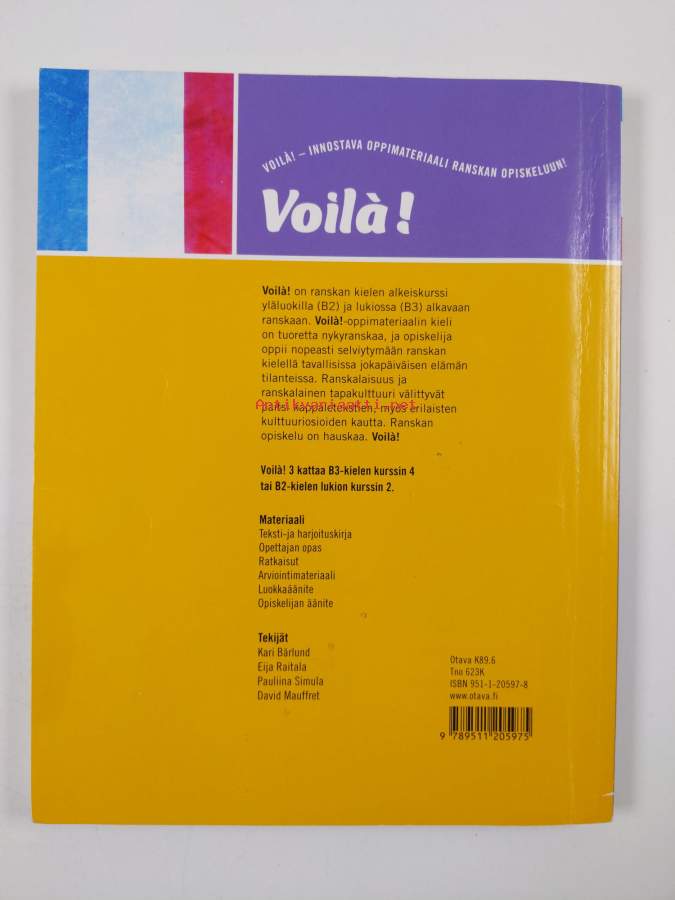 VOILÀ! – INNOSTAVA OPPIMATERIAALI RANSKAN OPISKELUUN!
Voilà!
Voilà! on ranskan kielen alkeiskurssi
yläluokilla (B2) ja lukiossa (B3) alkavaan
ranskaan. Voilà!-oppimateriaalin kieli
on tuoretta nykyranskaa, ja opiskelija
oppii nopeasti selviytymään ranskan
kielellä tavallisissa jokapäiväisen elämän
tilanteissa. Ranskalaisuus ja
ranskalainen tapakulttuuri välittyvät
Antikvariaatti.net
paitsi kappaletekstien, myös erilaisten
kulttuuriosioiden kautta. Ranskan
opiskelu on hauskaa. Voilà!
Voilà! 3 kattaa B3-kielen kurssin 4
tai B2-kielen lukion kurssin 2.
Materiaali
Teksti-ja harjoituskirja
Opettajan opas
Ratkaisut
Arviointimateriaali
Luokkaäänite
Opiskelijan äänite
Tekijät
Kari Bärlund
Eija Raitala
Pauliina Simula
David Mauffret
Otava K89.6
Tno 623K
ISBN 951-1-20597-8
www.otava.fi
9 789511 205975